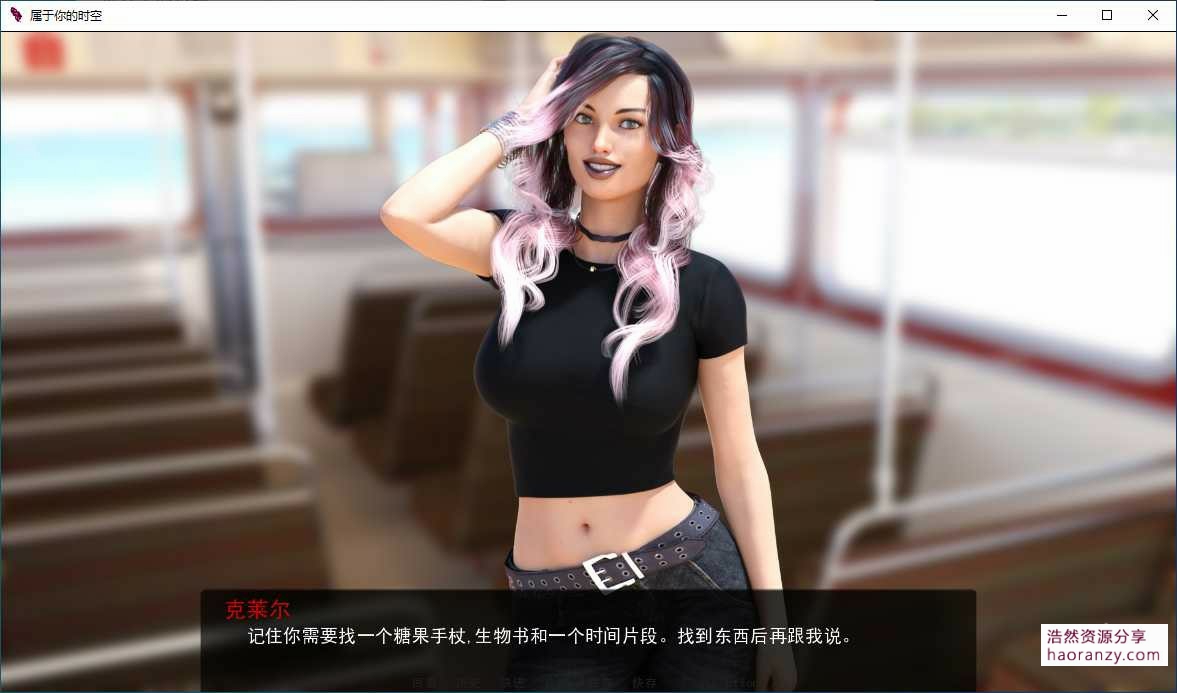 属于你的时空
克莱尔
记住你需要找一个糖果手杖,生物书和一个时间片段。找到东西后再跟我说。
浩然资源分享
haoranzy.com